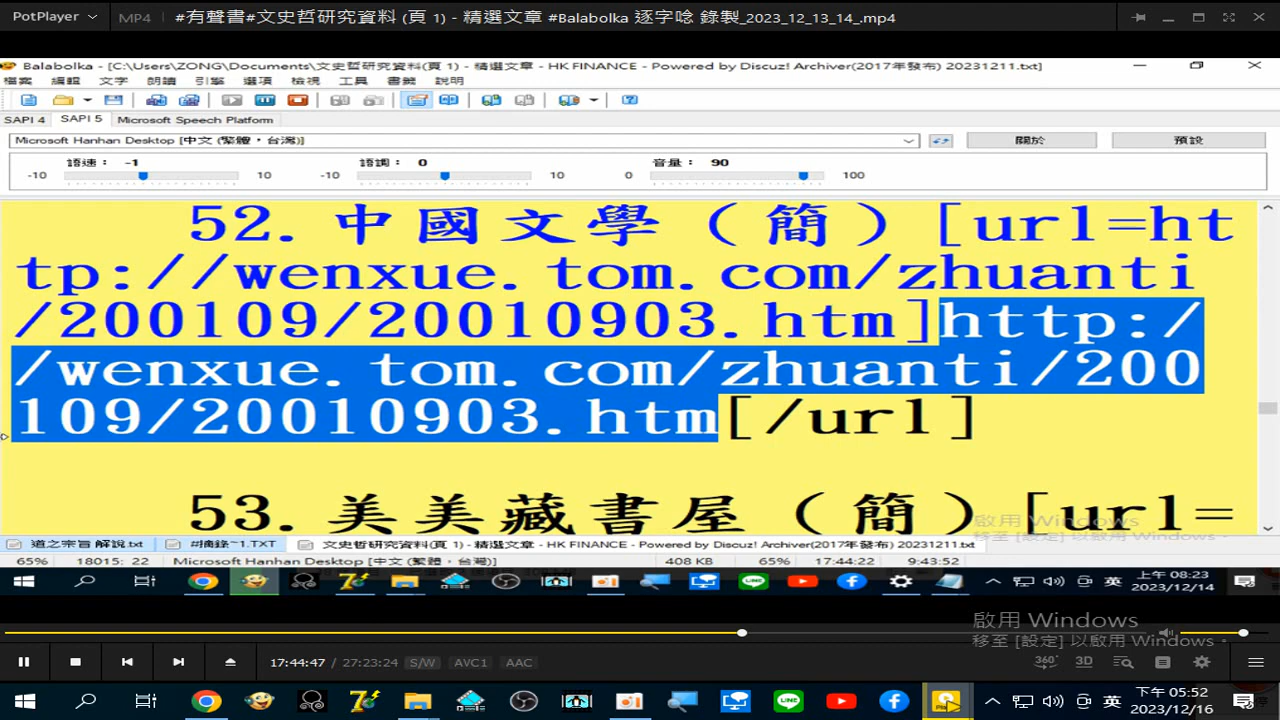 PotPlayer MP4 #有聲書#文史哲研究資料 (頁 1) - 精選文章 #Balabolka 逐字唸 錄製_2023_12_13_14_.mp4
Balabolka - [C:\Users\ZONG\Documents\文史哲研究資料(頁 1) - 精選文章 - HK FINANCE - Powered by Discuz! Archiver(2017年發布) 20231211.txt]
檔案 編輯 文字 朗讀 引擎 選項 檢視 工具 書籤 說明
SAPI 4 SAPI 5 Microsoft Speech Platform
Microsoft Hanhan Desktop [中文 (繁體，台灣)] 關於 預設
語速： -1 語調： 0 音量： 90
-10 10 -10 10 0 100
52. 中國文學（簡）[url=ht
tp://wenxue.tom.com/zhuanti
/200109/20010903.htm]http:/
/wenxue.tom.com/zhuanti/200
109/20010903.htm[/url]
53. 美美藏書屋（簡）[url=
啟用 Windows
移至 [設定] 以啟用 Windows。
道之宗旨 解說.txt #摘錄~1.TXT 文史哲研究資料(頁 1) - 精選文章 - HK FINANCE - Powered by Discuz! Archiver(2017年發布) 20231211.txt
65% 18015: 22 Microsoft Hanhan Desktop [中文 (繁體，台灣)] 408 KB 65% 17:44:22 9:43:52
英 上午 08:23
2023/12/14
啟用 Windows
移至 [設定] 以啟用 Windows。
17:44:47 / 27:23:24 S/W AVC1 AAC 360° 3D
英 下午 05:52
2023/12/16